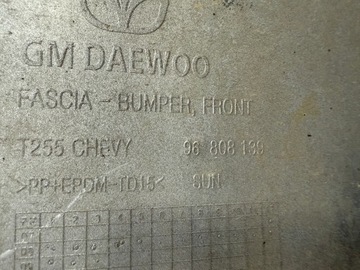 GM DAEWOO
FASCIA - BUMPER, FRONT
T255 CHEVY 96 808 139
>PP+EPDM-TD15< SUN